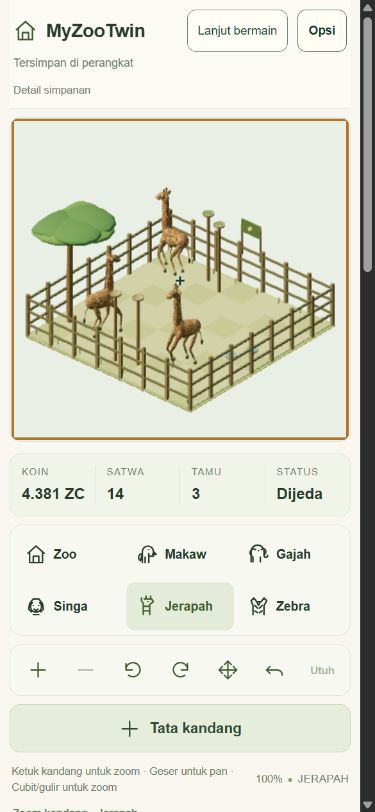 MyZooTwin
Lanjut bermain
Opsi
Tersimpan di perangkat
Detail simpanan
KOIN
SATWA
TAMU
STATUS
4.381 ZC
14
3
Dijeda
Zoo
Makaw
Gajah
Singa
Jerapah
Zebra
Utuh
Tata kandang
Ketuk kandang untuk zoom · Geser untuk pan ·
Cubit/gulir untuk zoom
100% • JERAPAH